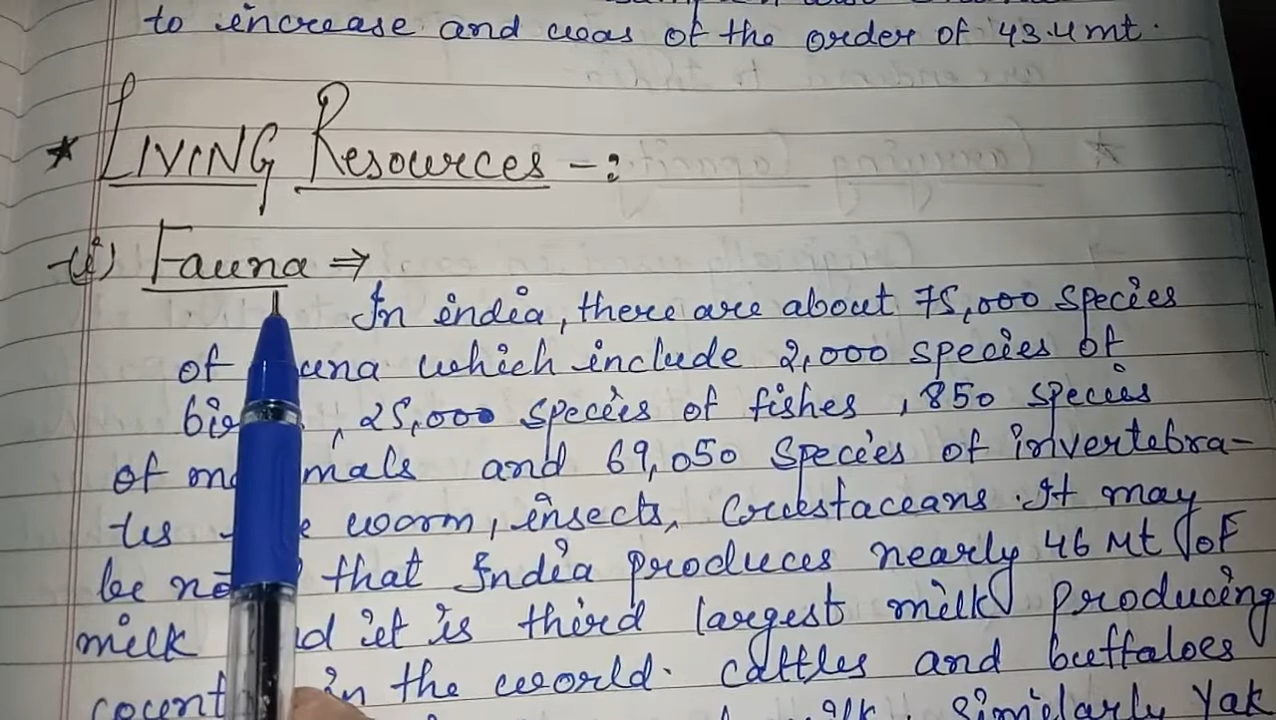 to increase and was of the order of 43.4 mt.
* LIVING Resources -:
(i) Fauna ⇒
In india, there are about 75,000 species
of una which include 2,000 species of
bi , 25,000 species of fishes , 850 species
of m mals and 69,050 species of invertebra-
tes worm, insects, Crustaceans. It may
be no that India produces nearly 46 Mt of
milk d it is third largest milk producing
count in the world. Cattles and buffaloes
Similarly Yak